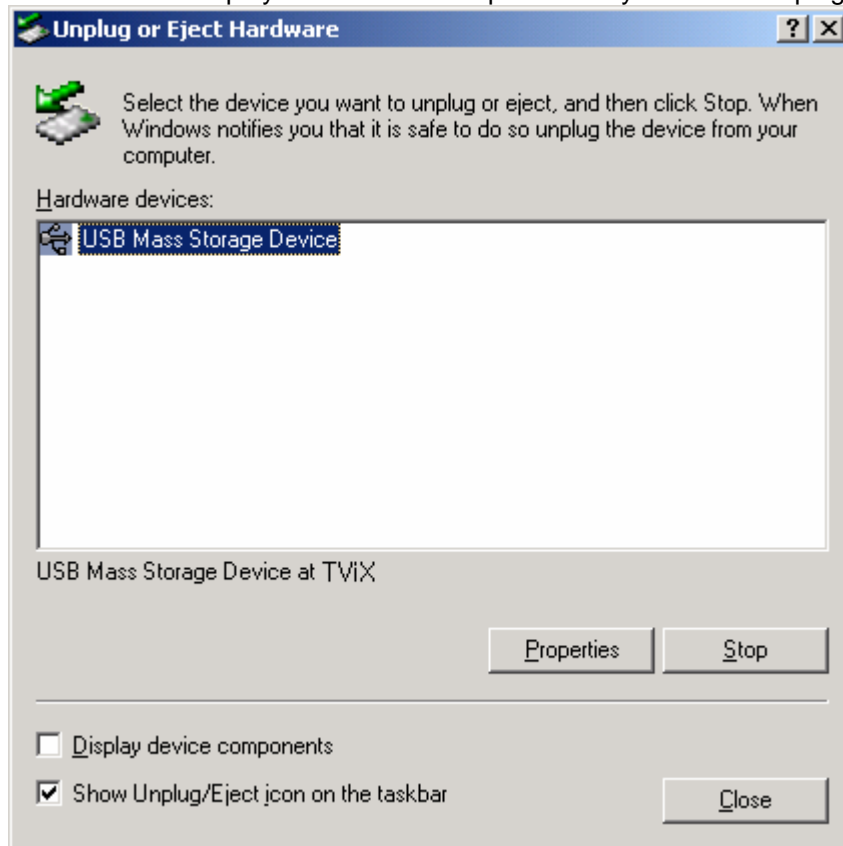 Unplug or Eject Hardware
Select the device you want to unplug or eject, and then click Stop. When
Windows notifies you that it is safe to do so unplug the device from your
computer.
Hardware devices:
USB Mass Storage Device
USB Mass Storage Device at TViX
Properties
Stop
Display device components
Show Unplug/Eject icon on the taskbar
Close